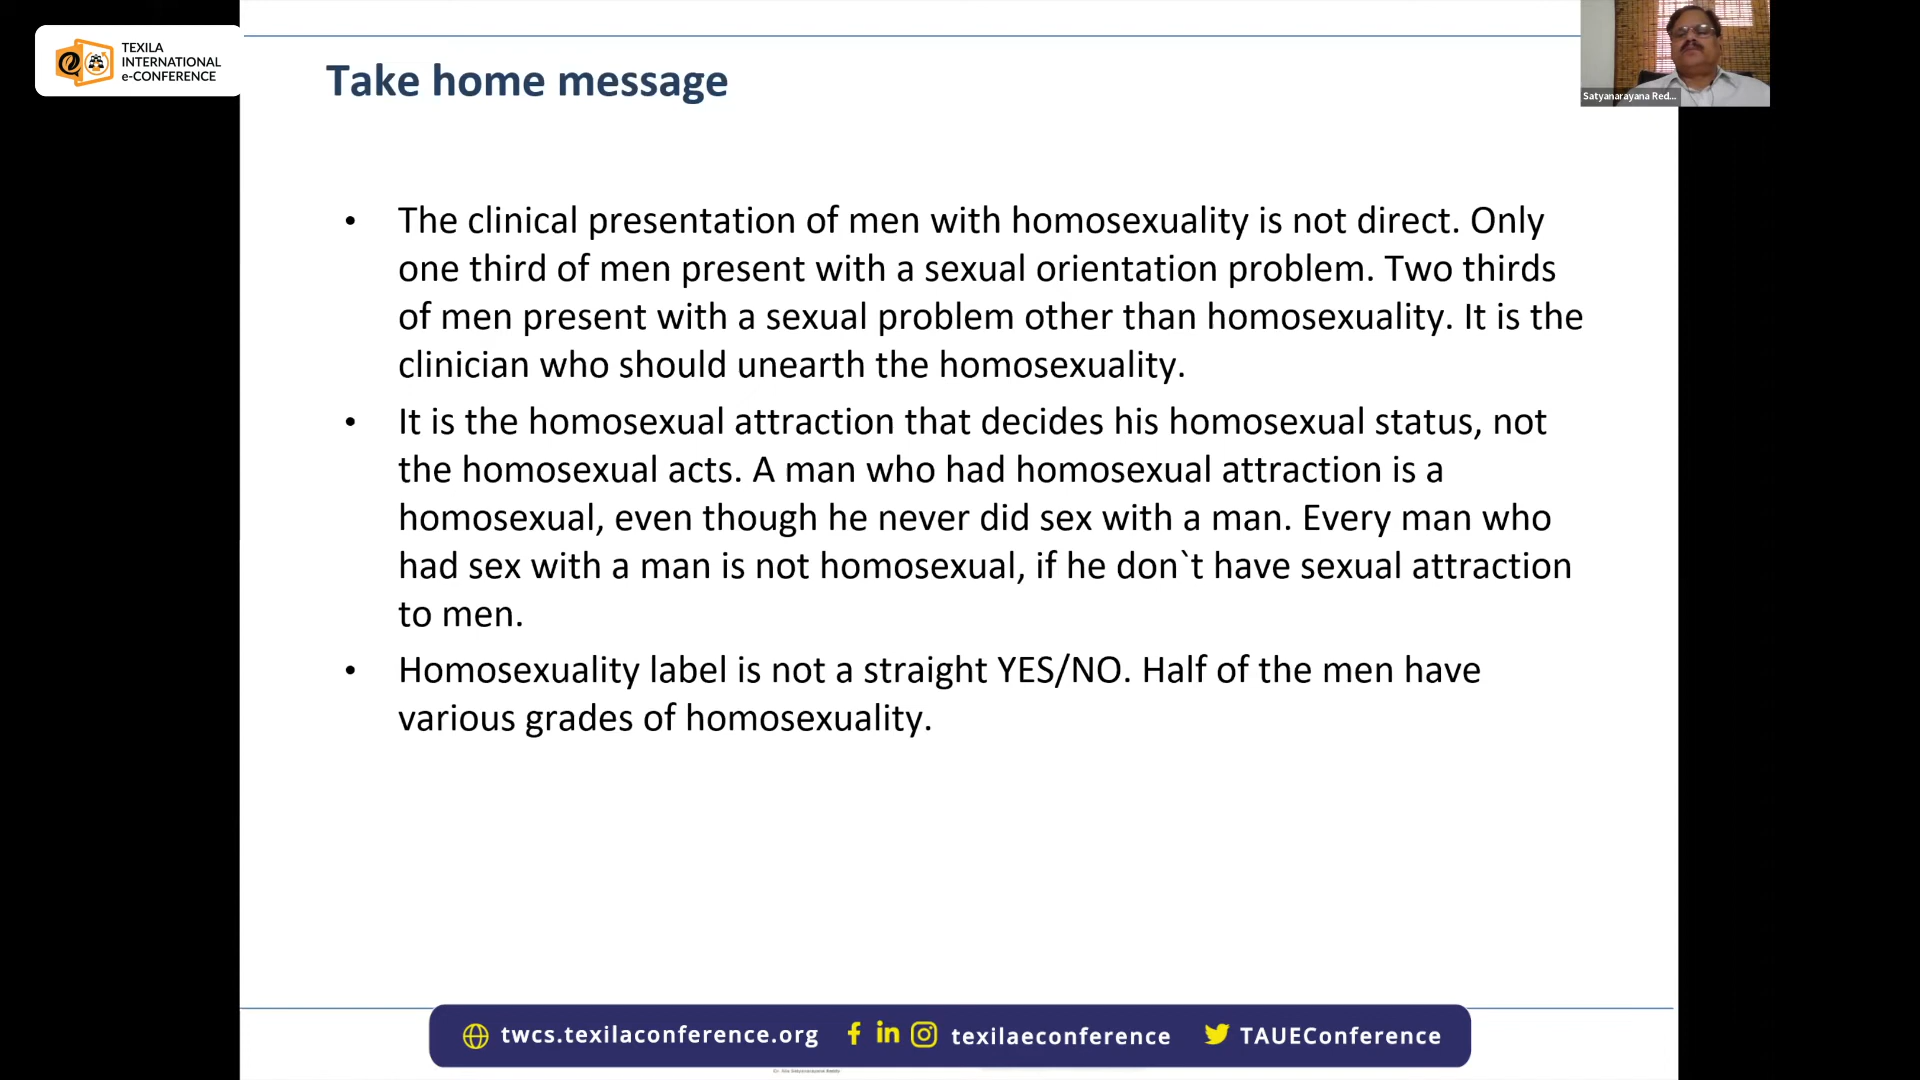 TEXILA
INTERNATIONAL
e-CONFERENCE
Take home message
Satyanarayana Red...
• The clinical presentation of men with homosexuality is not direct. Only
one third of men present with a sexual orientation problem. Two thirds
of men present with a sexual problem other than homosexuality. It is the
clinician who should unearth the homosexuality.
• It is the homosexual attraction that decides his homosexual status, not
the homosexual acts. A man who had homosexual attraction is a
homosexual, even though he never did sex with a man. Every man who
had sex with a man is not homosexual, if he don`t have sexual attraction
to men.
• Homosexuality label is not a straight YES/NO. Half of the men have
various grades of homosexuality.
twcs.texilaconference.org texilaeconference TAUEConference